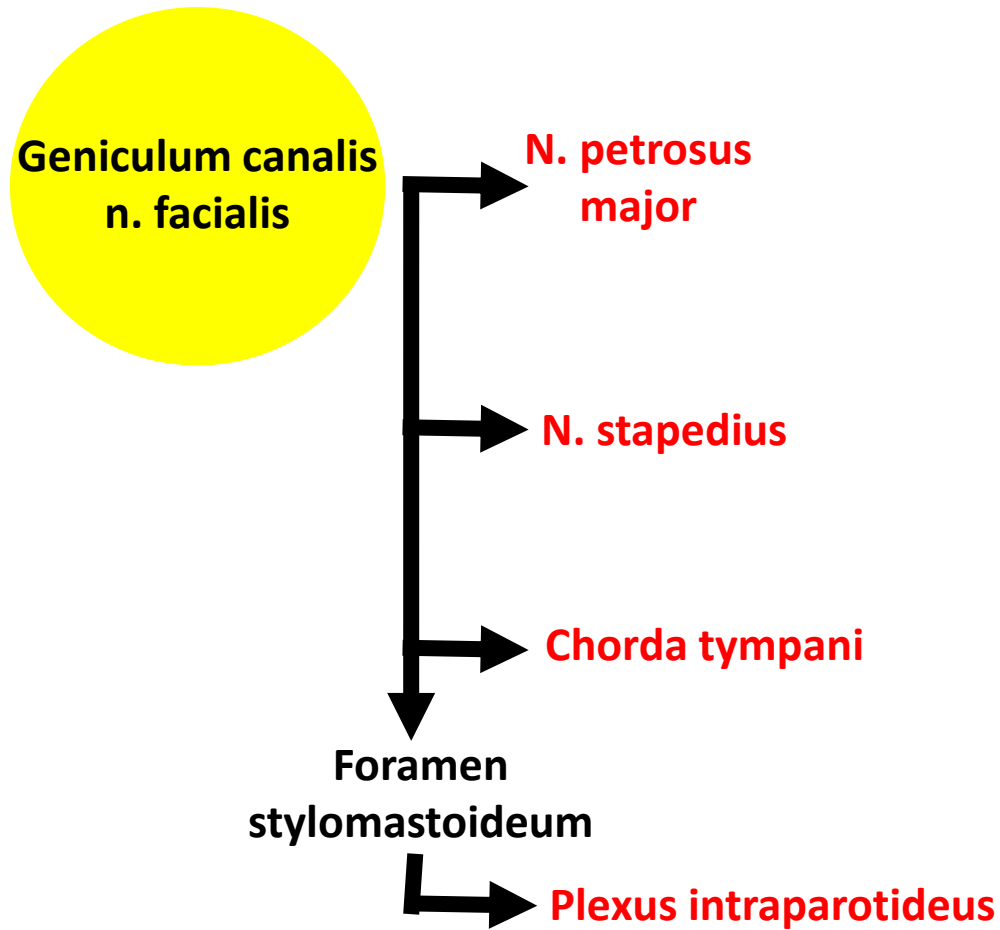 Geniculum canalis
n. facialis
N. petrosus
major
N. stapedius
Chorda tympani
Foramen
stylomastoideum
Plexus intraparotideus